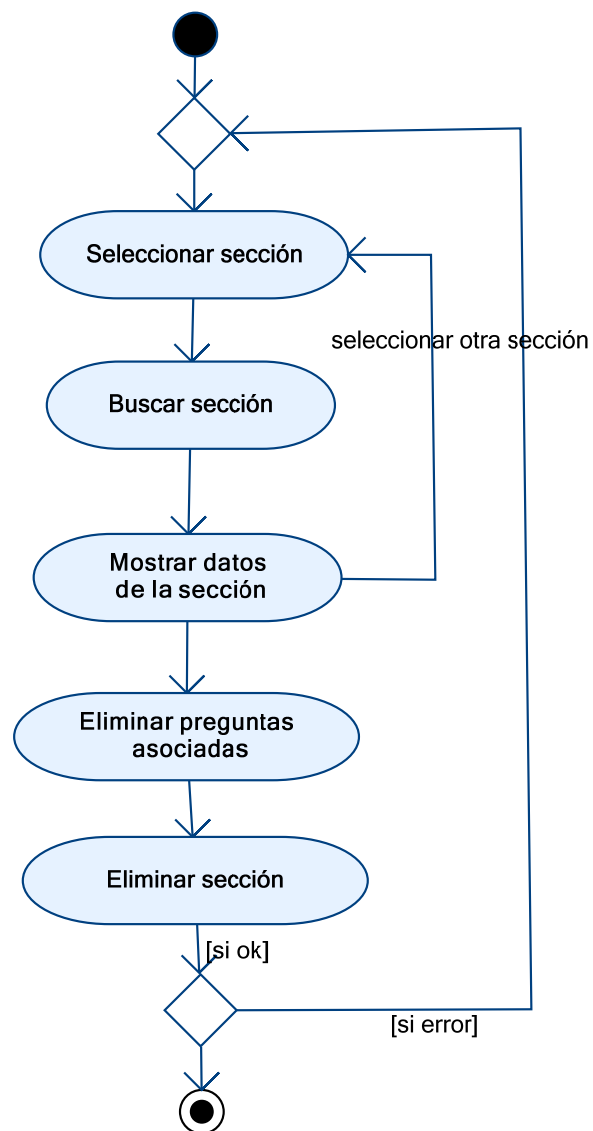 Seleccionar sección
seleccionar otra sección
Buscar sección
Mostrar datos
de la sección
Eliminar preguntas
asociadas
Eliminar sección
[si ok]
[si error]